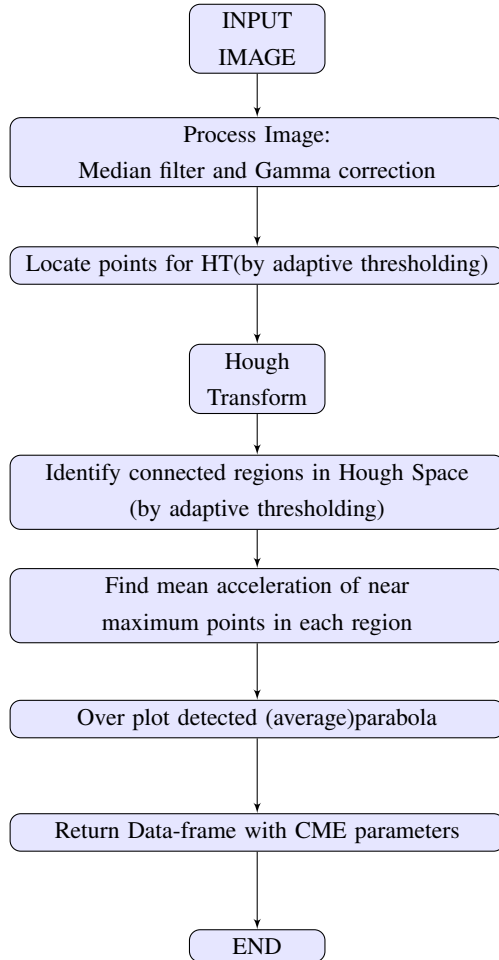 INPUT
IMAGE
Process Image:
Median filter and Gamma correction
Locate points for HT(by adaptive thresholding)
Hough
Transform
Identify connected regions in Hough Space
(by adaptive thresholding)
Find mean acceleration of near
maximum points in each region
Over plot detected (average)parabola
Return Data-frame with CME parameters
END